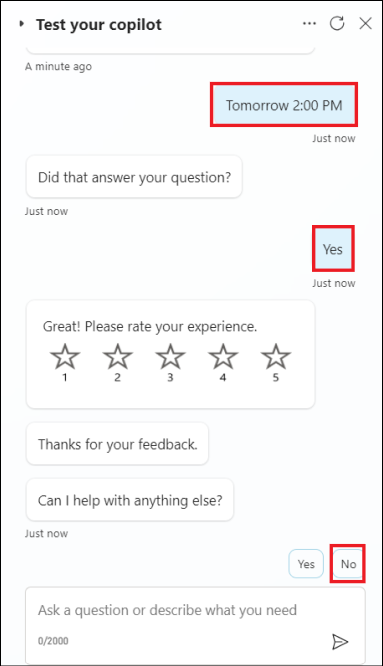 Test your copilot
A minute ago
Tomorrow 2:00 PM
Just now
Did that answer your question?
Just now
Yes
Just now
Great! Please rate your experience.
1 2 3 4 5
Thanks for your feedback.
Can I help with anything else?
Just now
Yes No
Ask a question or describe what you need
0/2000